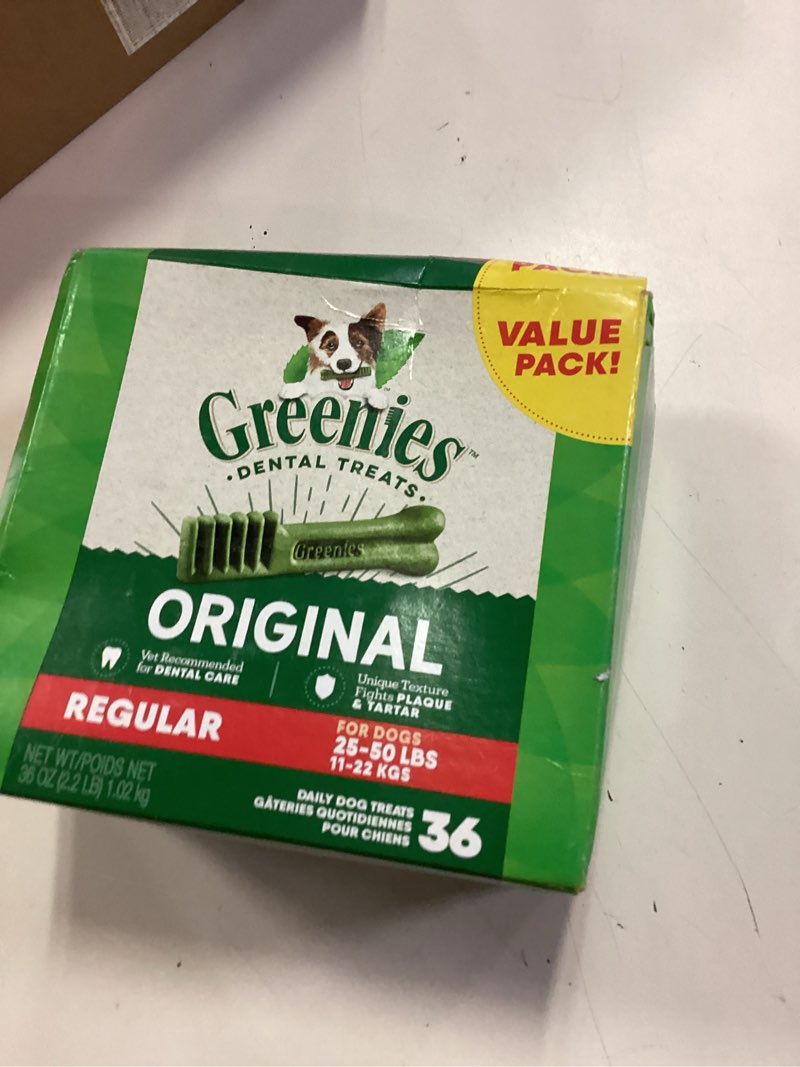 VALUE
PACK!
Greenies™
• DENTAL TREATS •
Greenies
ORIGINAL
Vet Recommended
for DENTAL CARE
Unique Texture
Fights PLAQUE
& TARTAR
REGULAR
FOR DOGS
25-50 LBS
11-22 KGS
NET WT/POIDS NET
36 OZ (2.2 LB) 1.02 kg
DAILY DOG TREATS
GÂTERIES QUOTIDIENNES
POUR CHIENS
36